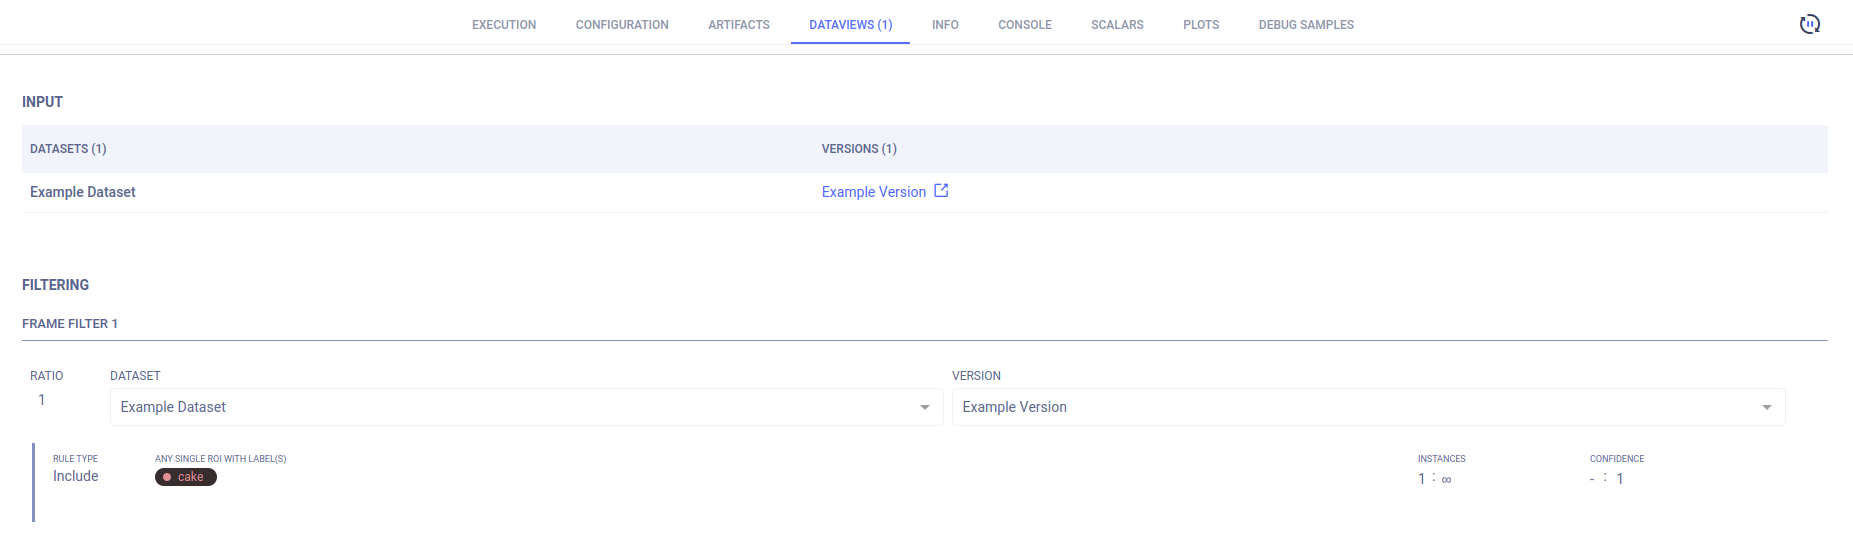 EXECUTION CONFIGURATION ARTIFACTS DATAVIEWS (1) INFO CONSOLE SCALARS PLOTS DEBUG SAMPLES
INPUT
DATASETS (1) VERSIONS (1)
Example Dataset Example Version
FILTERING
FRAME FILTER 1
RATIO DATASET VERSION
1 Example Dataset Example Version
RULE TYPE ANY SINGLE ROI WITH LABEL(S) INSTANCES CONFIDENCE
Include cake 1 : ∞ - : 1